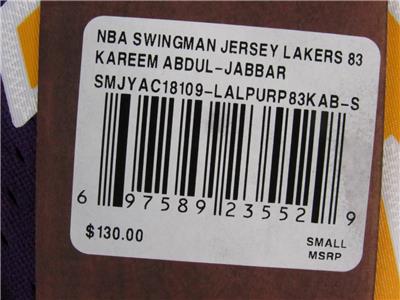 NBA SWINGMAN JERSEY LAKERS 83
KAREEM ABDUL-JABBAR
SMJYAC18109-LALPURP83KAB-S
6 97589 23552 9
$130.00
SMALL
MSRP